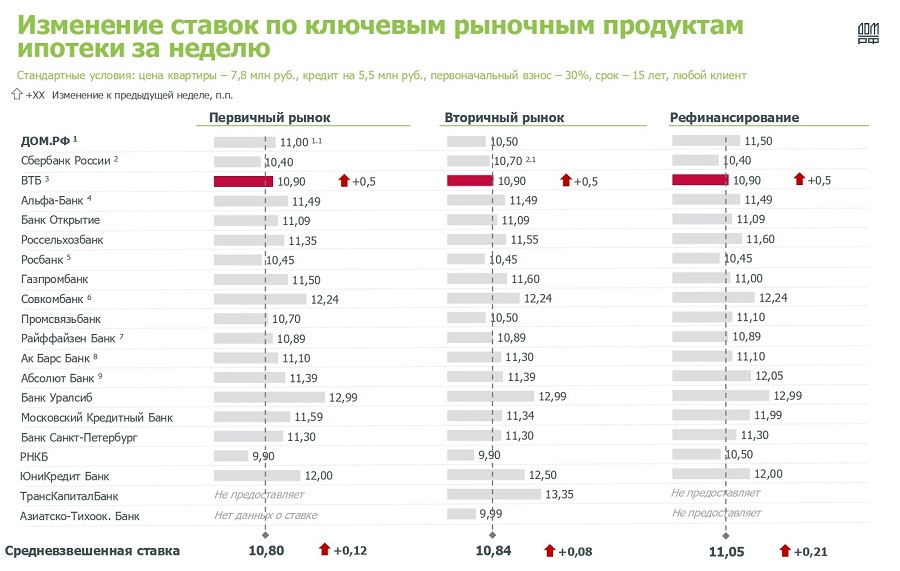 Изменение ставок по ключевым рыночным продуктам
ипотеки за неделю
ДОМ
РФ
Стандартные условия: цена квартиры – 7,8 млн руб., кредит на 5,5 млн руб., первоначальный взнос – 30%, срок – 15 лет, любой клиент
+XX Изменение к предыдущей неделе, п.п.
Первичный рынок Вторичный рынок Рефинансирование
ДОМ.РФ 1 11,00 1.1 10,50 11,50
Сбербанк России 2 10,40 10,70 2.1 10,40
ВТБ 3 10,90 +0,5 10,90 +0,5 10,90 +0,5
Альфа-Банк 4 11,49 11,49 11,49
Банк Открытие 11,09 11,09 11,09
Россельхозбанк 11,35 11,55 11,60
Росбанк 5 10,45 10,45 10,45
Газпромбанк 11,50 11,60 11,00
Совкомбанк 6 12,24 12,24 12,24
Промсвязьбанк 10,70 10,50 11,10
Райффайзен Банк 7 10,89 10,89 10,89
Ак Барс Банк 8 11,10 11,30 11,10
Абсолют Банк 9 11,39 11,39 12,05
Банк Уралсиб 12,99 12,99 12,99
Московский Кредитный Банк 11,59 11,34 11,99
Банк Санкт-Петербург 11,30 11,30 11,30
РНКБ 9,90 9,90 10,50
ЮниКредит Банк 12,00 12,50 12,00
ТрансКапиталБанк Не предоставляет 13,35 Не предоставляет
Азиатско-Тихоок. Банк Нет данных о ставке 9,99 Не предоставляет
Средневзвешенная ставка 10,80 +0,12 10,84 +0,08 11,05 +0,21